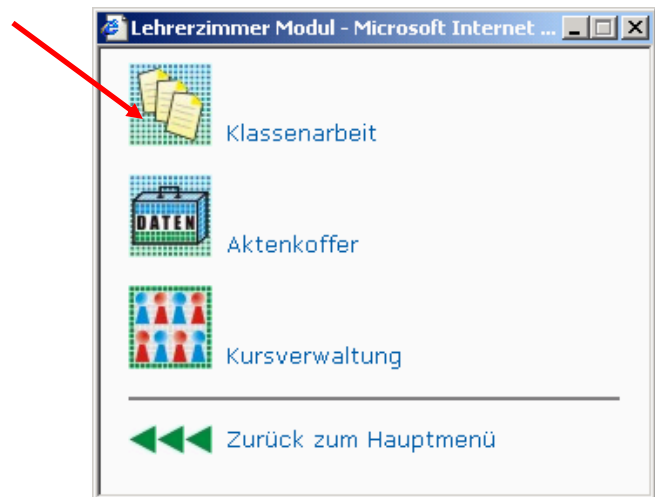 Lehrerzimmer Modul - Microsoft Internet ...
Klassenarbeit
DATEN
Aktenkoffer
Kursverwaltung
Zurück zum Hauptmenü